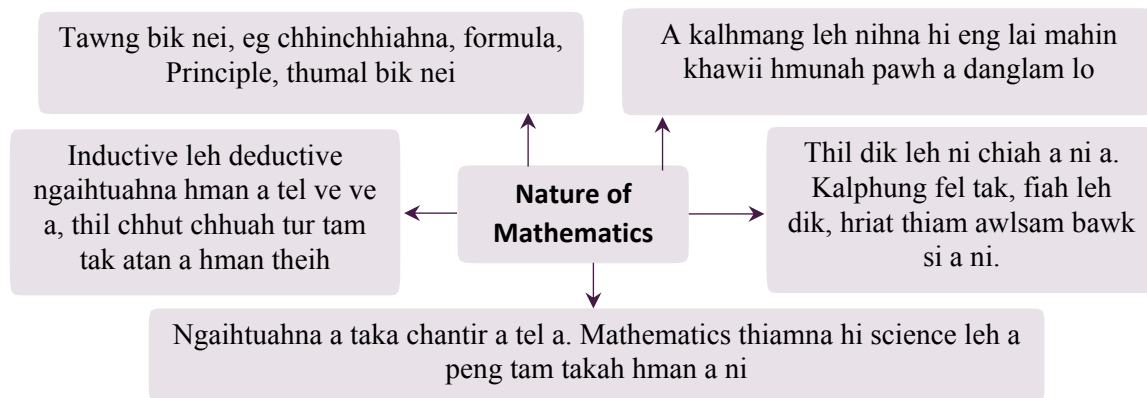 Tawng bik nei, eg chhinchhiahna, formula,
Principle, thumal bik nei
A kalhmang leh nihna hi eng lai mahin
khawii hmunah pawh a danglam lo
Inductive leh deductive
ngaihtuahna hman a tel ve ve
a, thil chhut chhuah tur tam
tak atan a hman theih
Nature of
Mathematics
Thil dik leh ni chiah a ni a.
Kalphung fel tak, fiah leh
dik, hriat thiam awlsam bawk
si a ni.
Ngaihtuahna a taka chantir a tel a. Mathematics thiamna hi science leh a
peng tam takah hman a ni